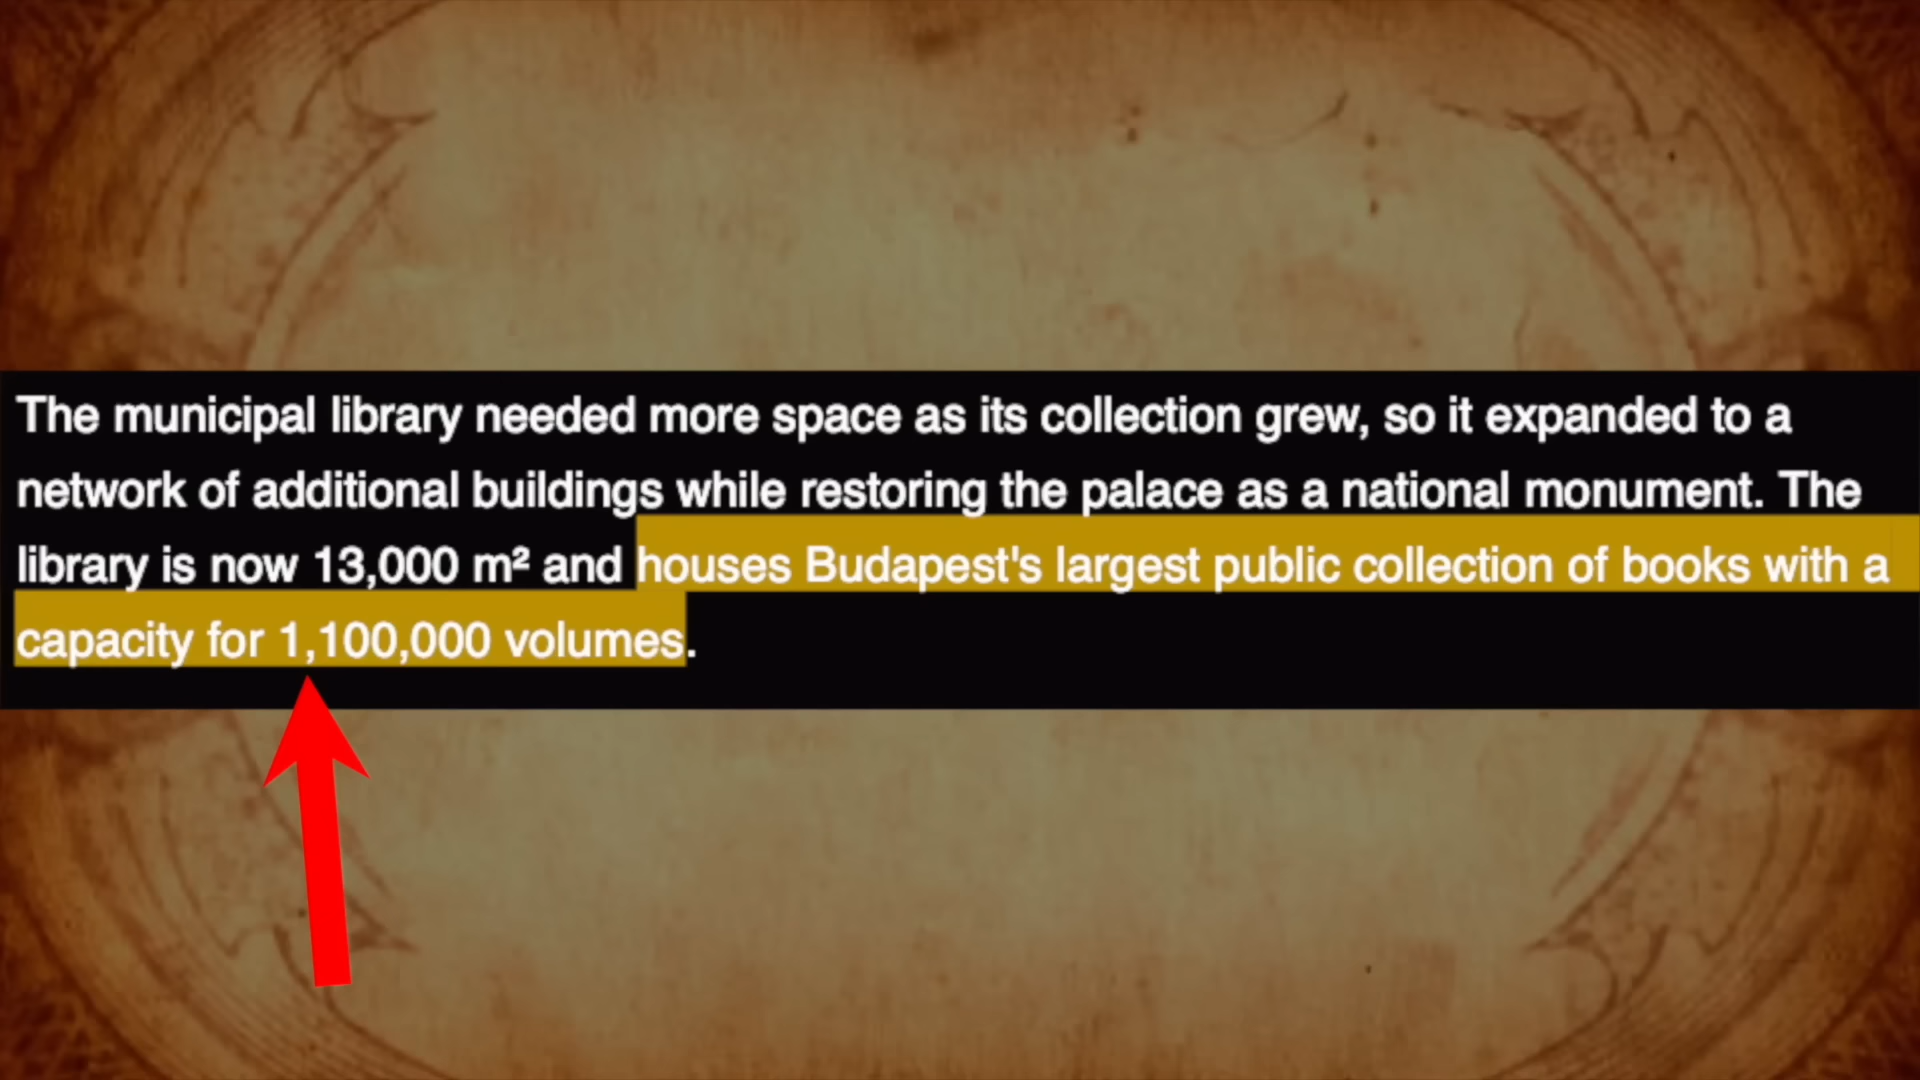 The municipal library needed more space as its collection grew, so it expanded to a
network of additional buildings while restoring the palace as a national monument. The
library is now 13,000 m² and houses Budapest's largest public collection of books with a
capacity for 1,100,000 volumes.